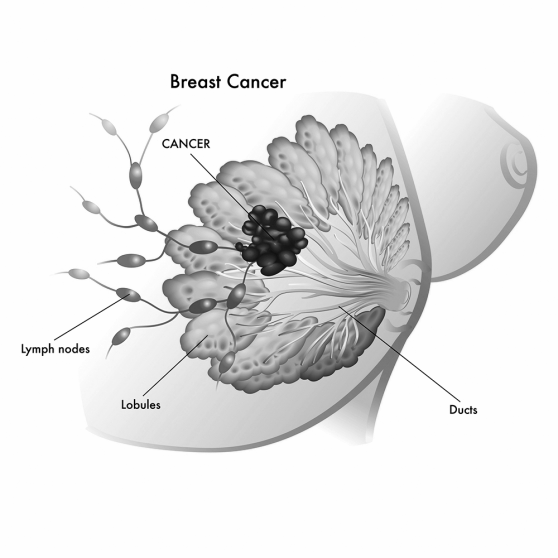 Breast Cancer
CANCER
Lymph nodes
Lobules
Ducts